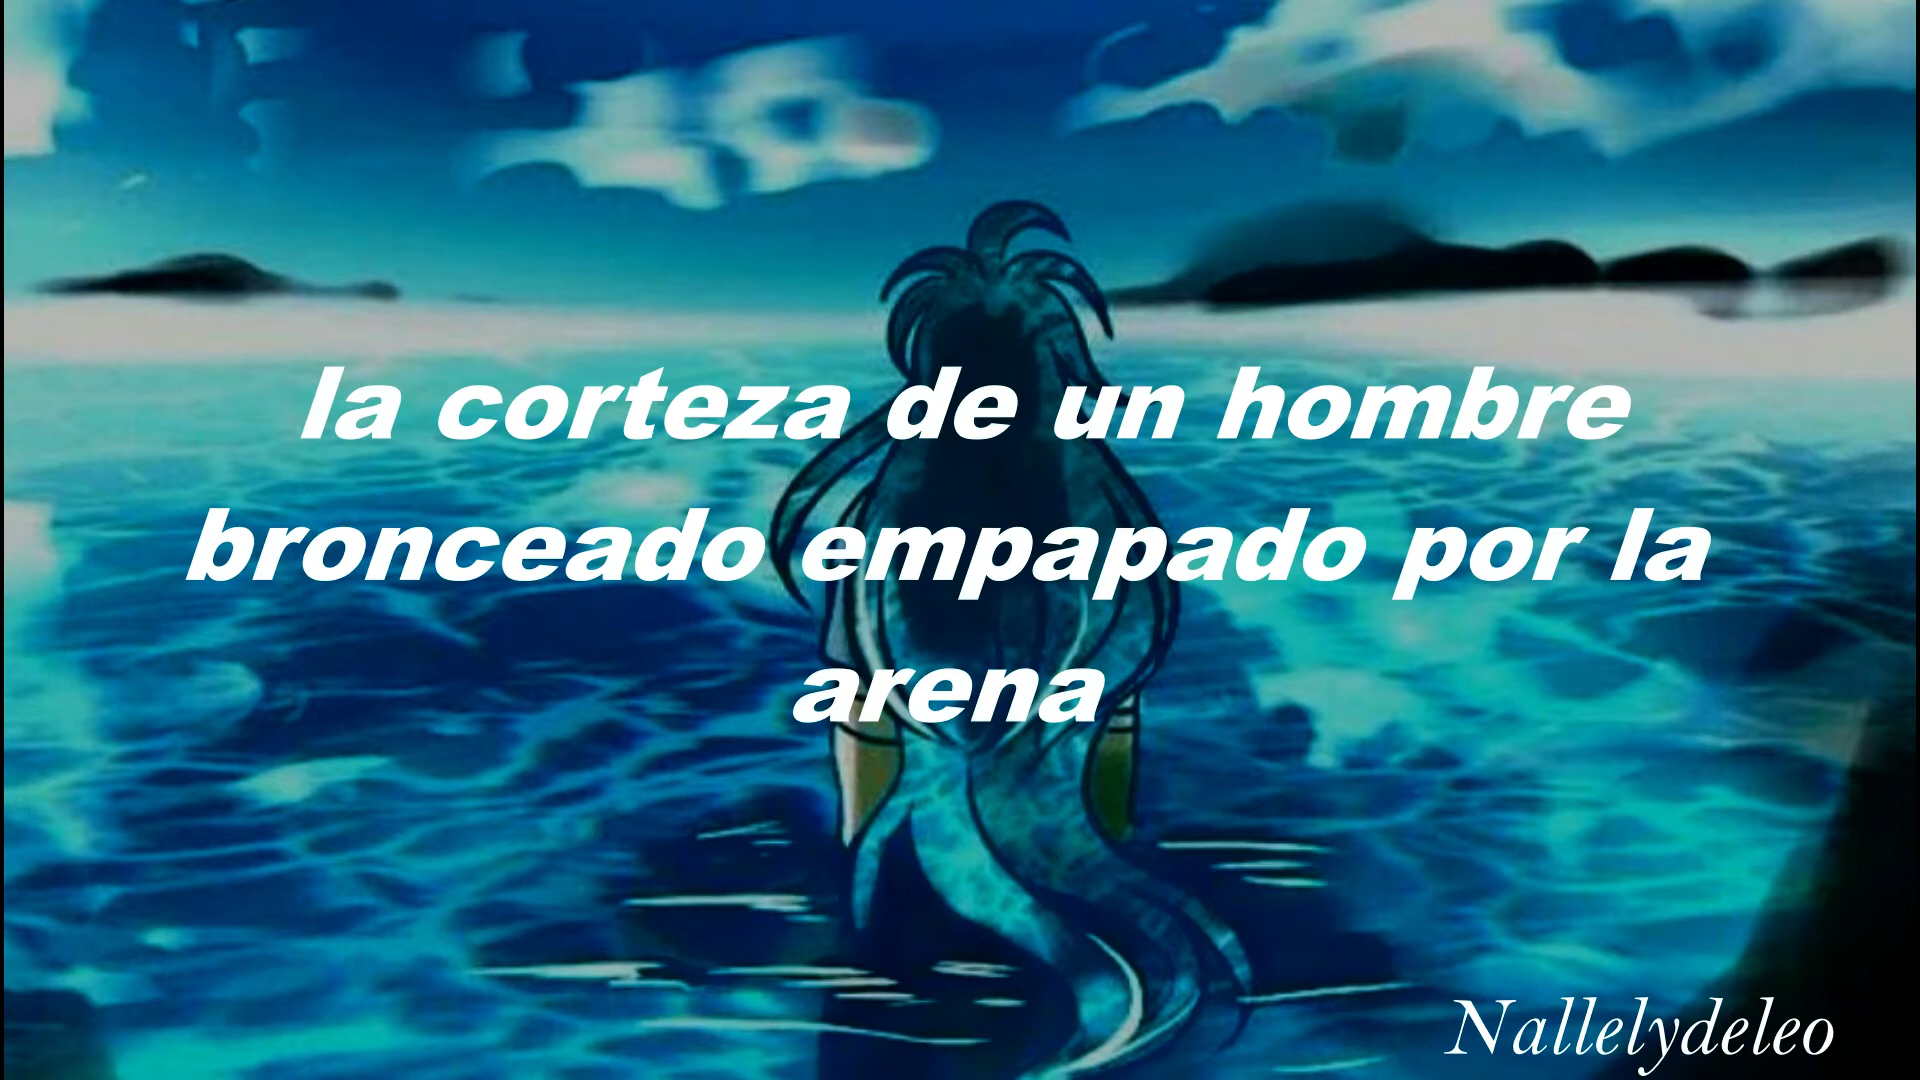 la corteza de un hombre
bronceado empapado por la
arena
Nallelydeleo